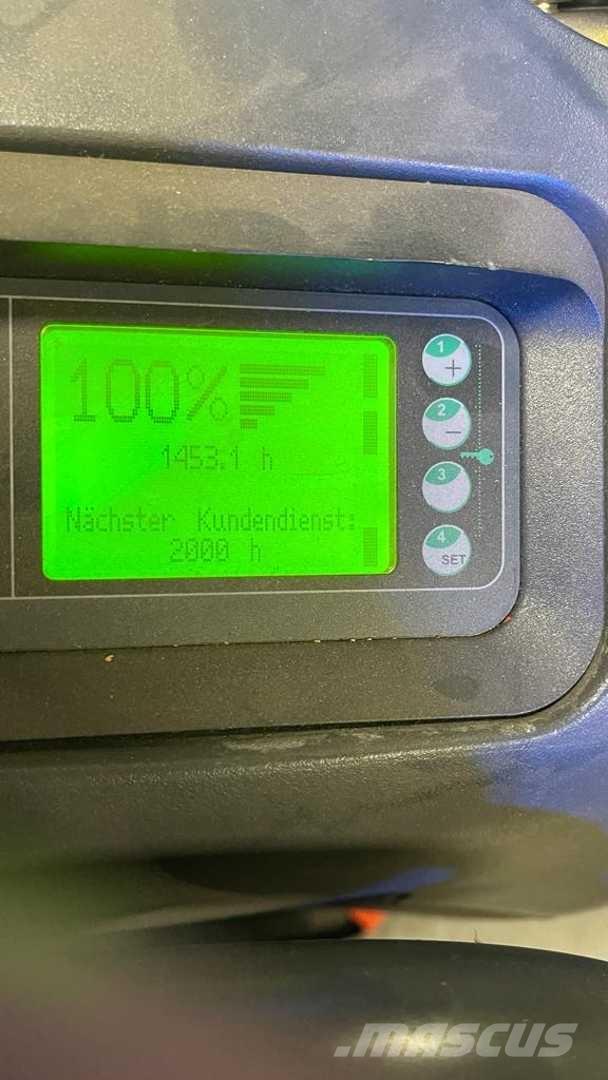 100%
1453.1 h
Nächster Kundendienst:
2000 h
1
+
2
−
3
4
SET
MASCUS